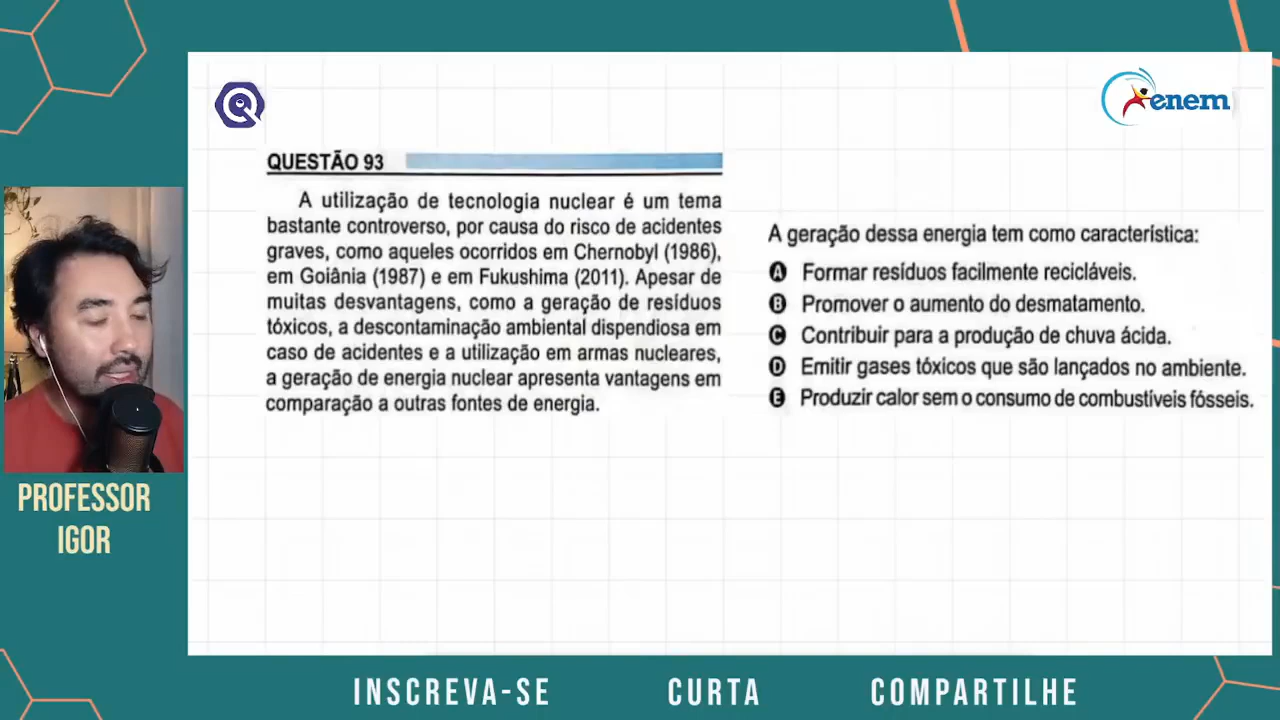 enem
QUESTÃO 93
A utilização de tecnologia nuclear é um tema
bastante controverso, por causa do risco de acidentes
graves, como aqueles ocorridos em Chernobyl (1986),
em Goiânia (1987) e em Fukushima (2011). Apesar de
muitas desvantagens, como a geração de resíduos
tóxicos, a descontaminação ambiental dispendiosa em
caso de acidentes e a utilização em armas nucleares,
a geração de energia nuclear apresenta vantagens em
comparação a outras fontes de energia.
A geração dessa energia tem como característica:
A Formar resíduos facilmente recicláveis.
B Promover o aumento do desmatamento.
C Contribuir para a produção de chuva ácida.
D Emitir gases tóxicos que são lançados no ambiente.
E Produzir calor sem o consumo de combustíveis fósseis.
PROFESSOR
IGOR
INSCREVA-SE CURTA COMPARTILHE